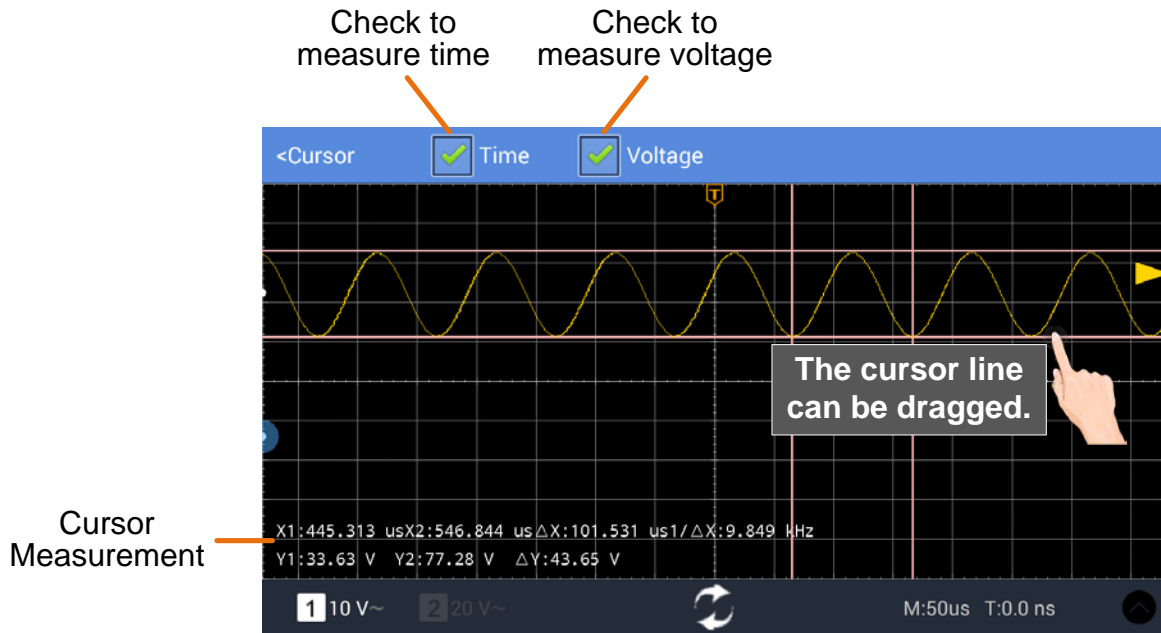 Check to
measure time
Check to
measure voltage
<Cursor
Time
Voltage
T
The cursor line
can be dragged.
Cursor
Measurement
X1:445.313 usX2:546.844 us△X:101.531 us1/△X:9.849 kHz
Y1:33.63 V Y2:77.28 V △Y:43.65 V
1 10 V~
2 20 V~
M:50us T:0.0 ns